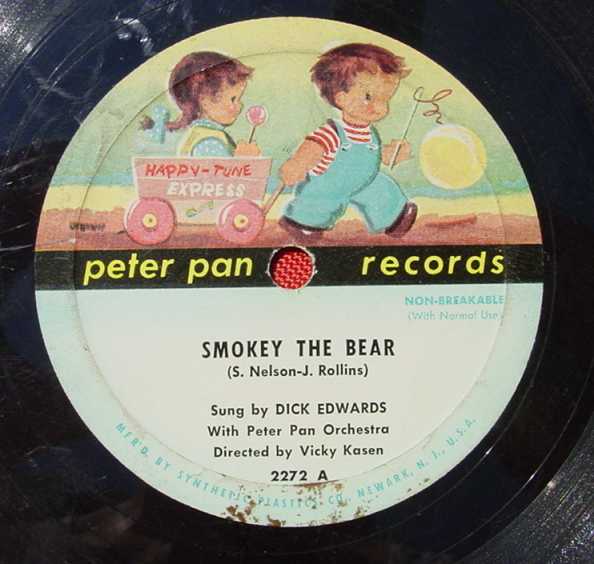 HAPPY-TUNE
EXPRESS
peter pan records
NON-BREAKABLE
(With Normal Use)
SMOKEY THE BEAR
(S. Nelson-J. Rollins)
Sung by DICK EDWARDS
With Peter Pan Orchestra
Directed by Vicky Kasen
2272 A
MF'R'D. BY SYNTHETIC PLASTICS CO., NEWARK, N. J., U.S.A.